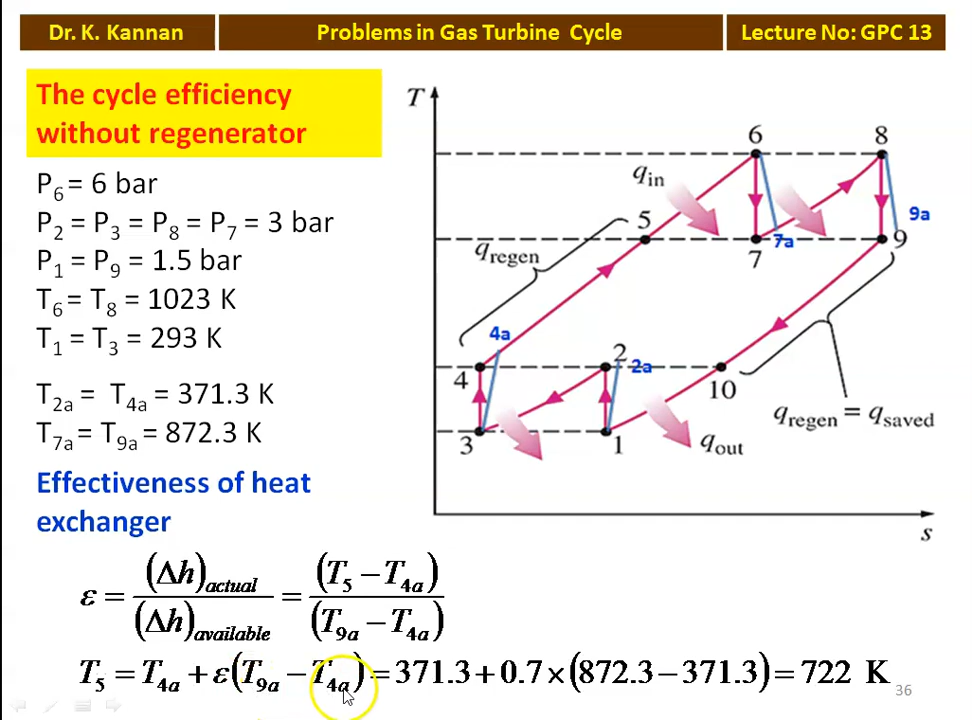 Dr. K. Kannan
Problems in Gas Turbine Cycle
Lecture No: GPC 13
The cycle efficiency
without regenerator
P₆ = 6 bar
P₂ = P₃ = P₈ = P₇ = 3 bar
P₁ = P₉ = 1.5 bar
T₆ = T₈ = 1023 K
T₁ = T₃ = 293 K
T₂ₐ = T₄ₐ = 371.3 K
T₇ₐ = T₉ₐ = 872.3 K
Effectiveness of heat
exchanger
ε = (Δh)actual / (Δh)available = (T₅ − T₄ₐ) / (T₉ₐ − T₄ₐ)
T₅ = T₄ₐ + ε(T₉ₐ − T₄ₐ) = 371.3 + 0.7 × (872.3 − 371.3) = 722 K
T
6
8
qin
9a
5
7a
9
qregen
7
4a
2
2a
4
10
qregen = qsaved
3
1
qout
s
36